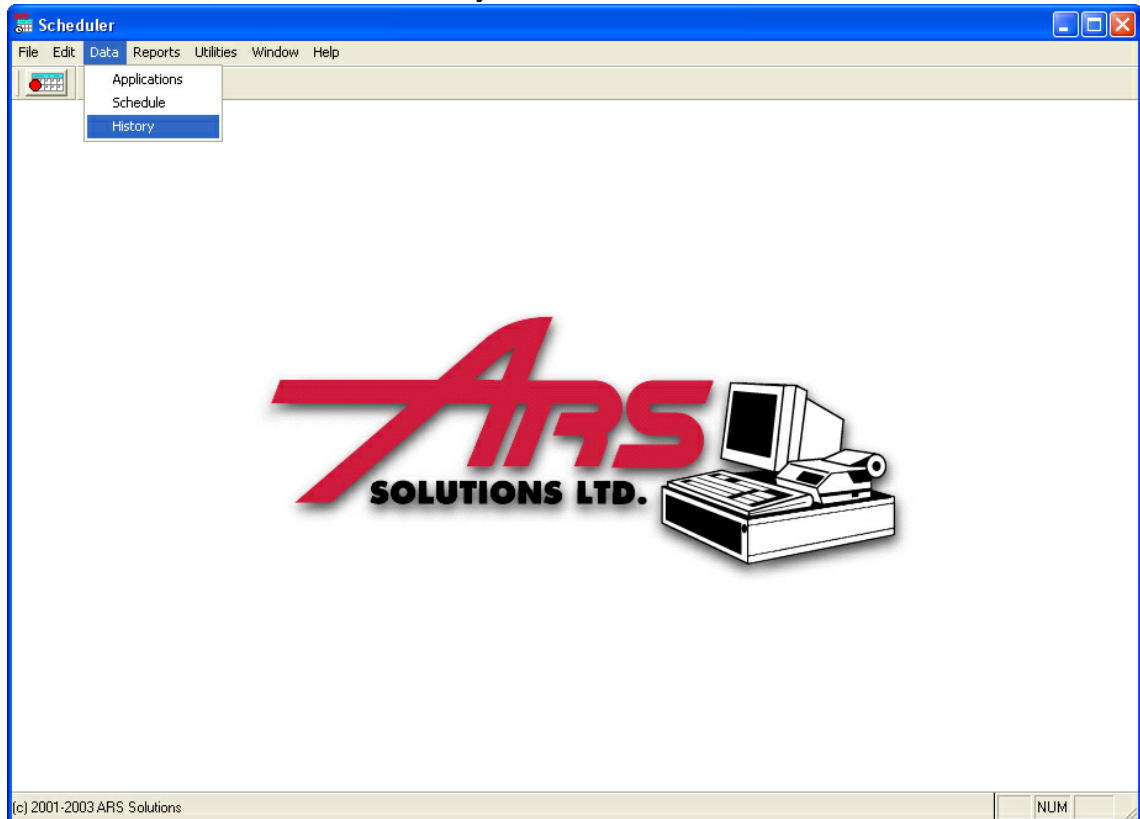 Scheduler
File Edit Data Reports Utilities Window Help
Applications
Schedule
History
ARS
SOLUTIONS LTD.
(c) 2001-2003 ARS Solutions
NUM